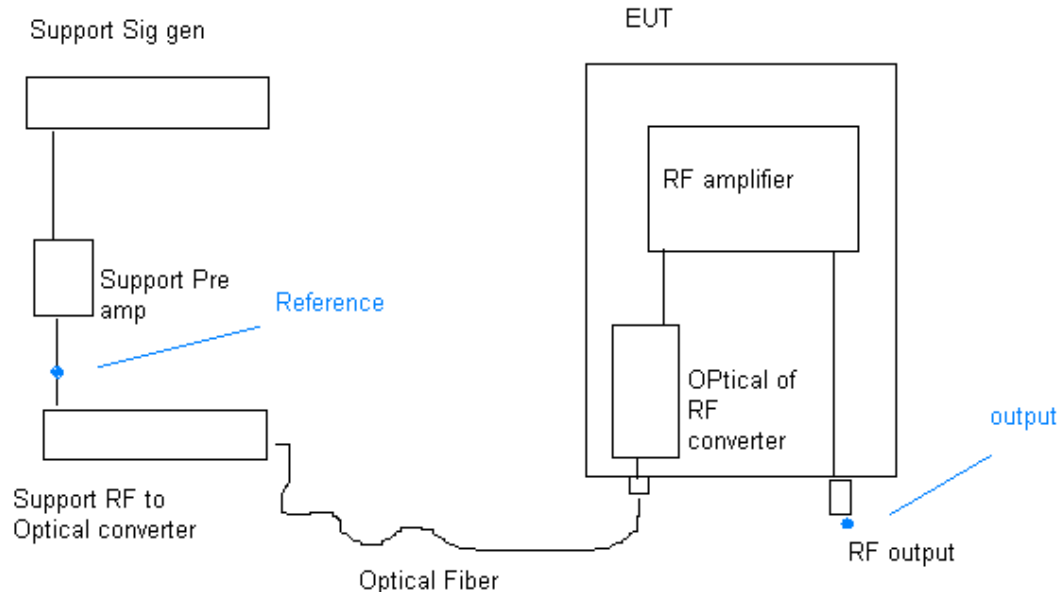 Support Sig gen
EUT
RF amplifier
Support Pre
amp
Reference
OPtical of
RF
converter
output
Support RF to
Optical converter
RF output
Optical Fiber